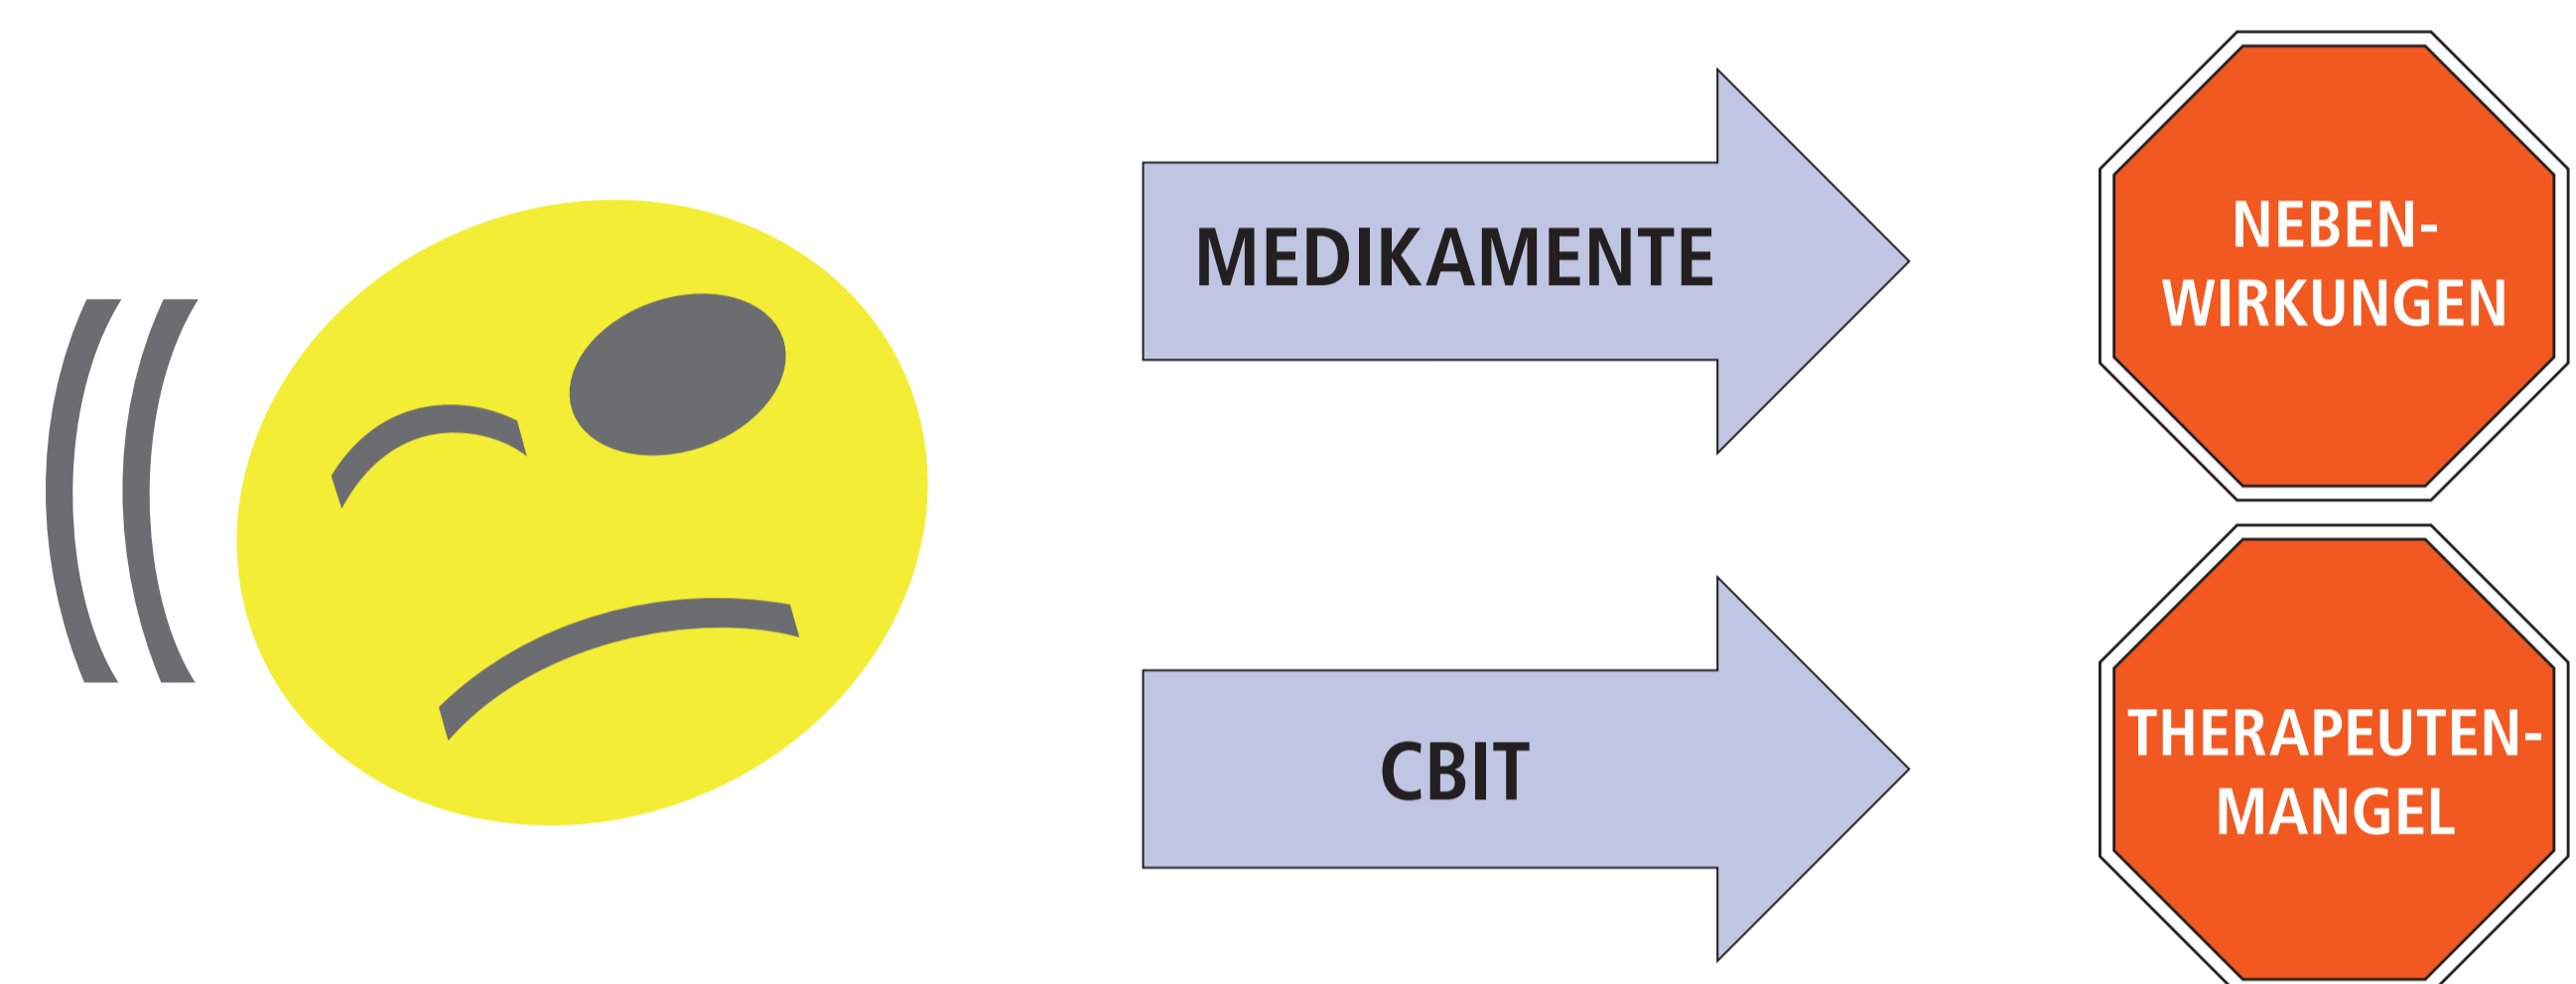 MEDIKAMENTE
NEBEN-
WIRKUNGEN
CBIT
THERAPEUTEN-
MANGEL